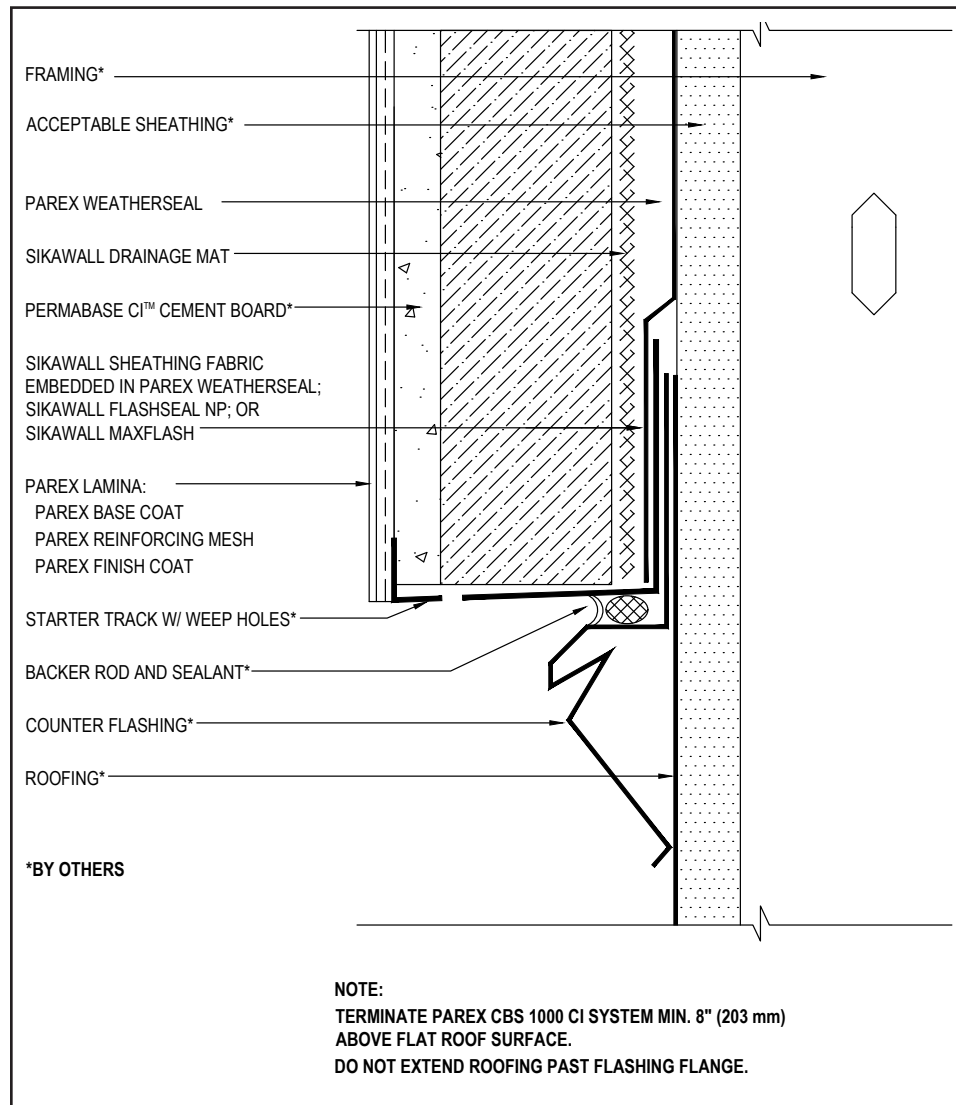 FRAMING*
ACCEPTABLE SHEATHING*
PAREX WEATHERSEAL
SIKAWALL DRAINAGE MAT
PERMABASE CI™ CEMENT BOARD*
SIKAWALL SHEATHING FABRIC
EMBEDDED IN PAREX WEATHERSEAL;
SIKAWALL FLASHSEAL NP; OR
SIKAWALL MAXFLASH
PAREX LAMINA:
PAREX BASE COAT
PAREX REINFORCING MESH
PAREX FINISH COAT
STARTER TRACK W/ WEEP HOLES*
BACKER ROD AND SEALANT*
COUNTER FLASHING*
ROOFING*
*BY OTHERS
NOTE:
TERMINATE PAREX CBS 1000 CI SYSTEM MIN. 8" (203 mm)
ABOVE FLAT ROOF SURFACE.
DO NOT EXTEND ROOFING PAST FLASHING FLANGE.